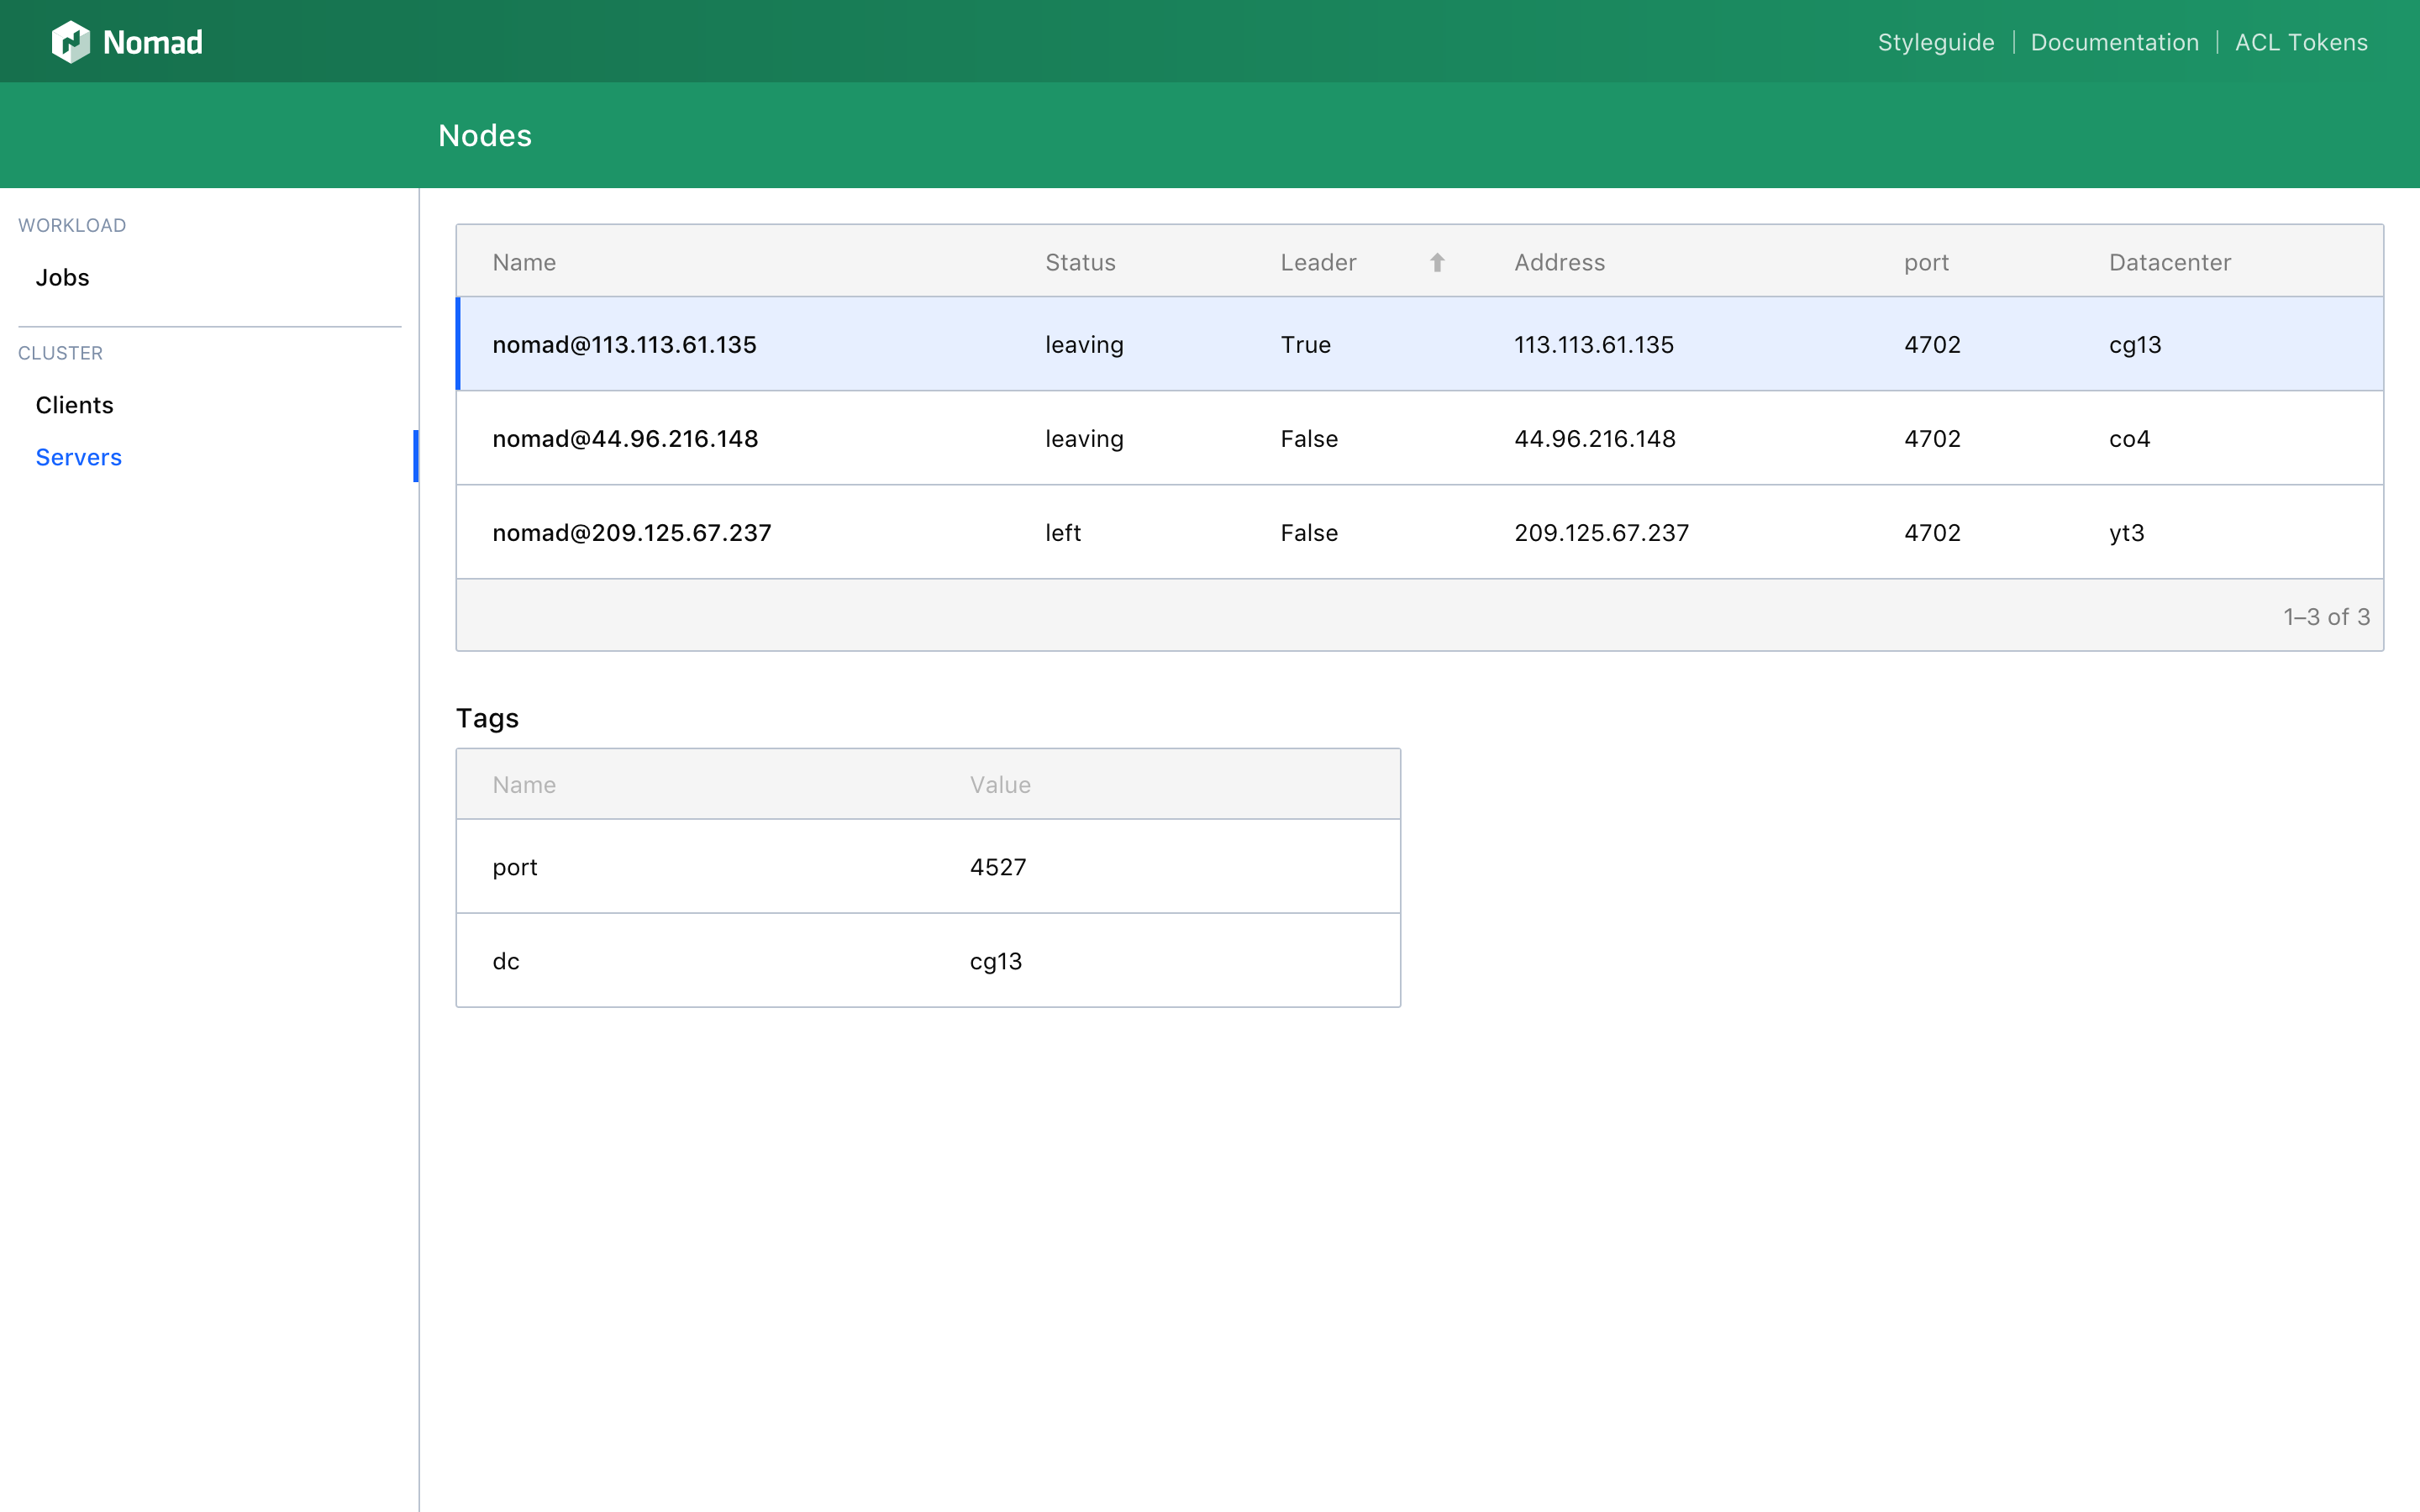 Nomad
Styleguide Documentation ACL Tokens
Nodes
WORKLOAD
Jobs
CLUSTER
Clients
Servers
Name Status Leader Address port Datacenter
nomad@113.113.61.135 leaving True 113.113.61.135 4702 cg13
nomad@44.96.216.148 leaving False 44.96.216.148 4702 co4
nomad@209.125.67.237 left False 209.125.67.237 4702 yt3
1–3 of 3
Tags
Name Value
port 4527
dc cg13